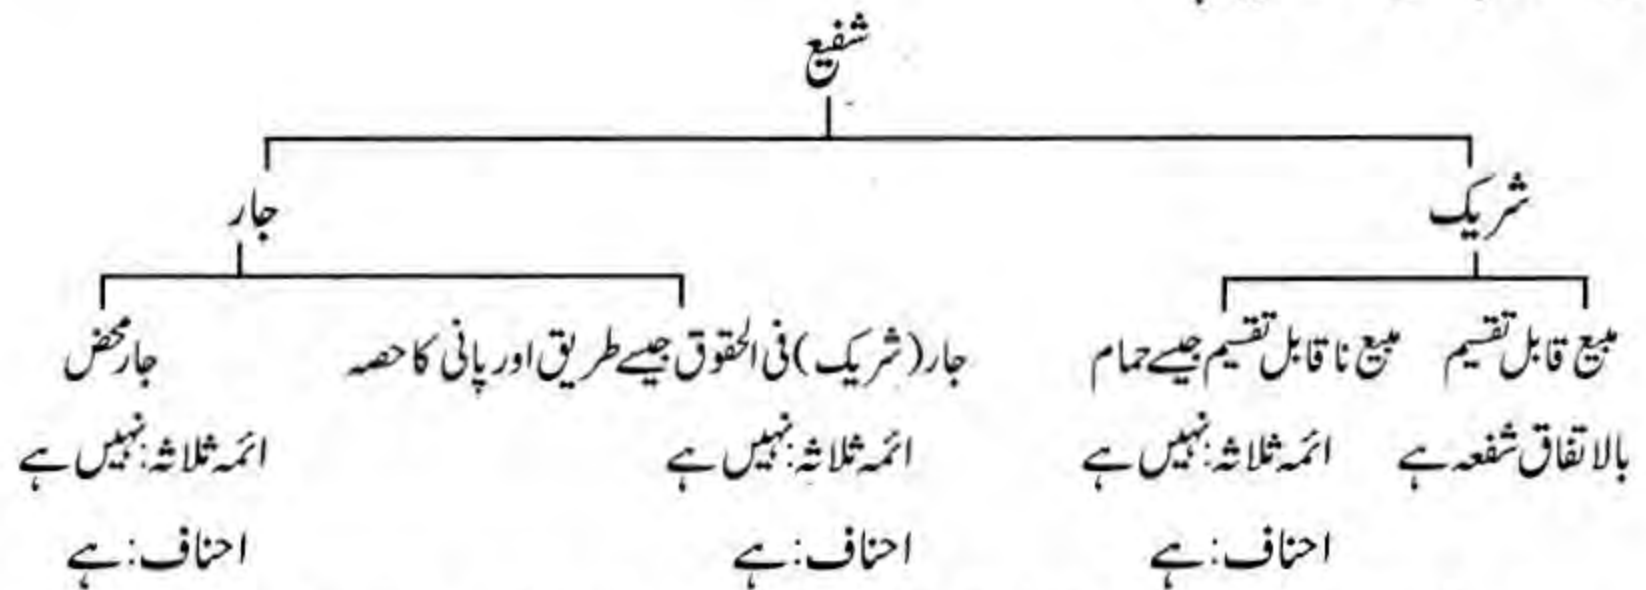 شفیع
شریک
جار
مبیع قابل تقسیم
مبیع ناقابل تقسیم جیسے حمام
جار (شریک) فی الحقوق جیسے طریق اور پانی کا حصہ
جار محض
بالاتفاق شفعہ ہے
ائمہ ثلاثہ: نہیں ہے
ائمہ ثلاثہ: نہیں ہے
ائمہ ثلاثہ: نہیں ہے
احناف: ہے
احناف: ہے
احناف: ہے